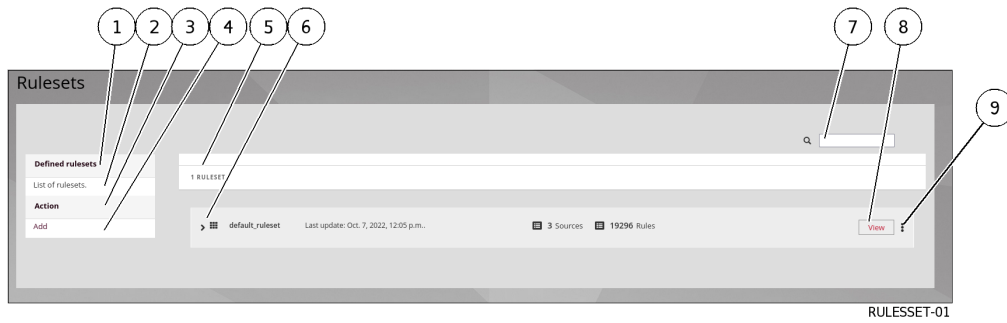 1 2 3 4 5 6 7 8
9
Rulesets
Defined rulesets
List of rulesets.
1 RULESET
Action
Add
default_ruleset Last update: Oct. 7, 2022, 12:05 p.m.. 3 Sources 19296 Rules View
RULESSET-01